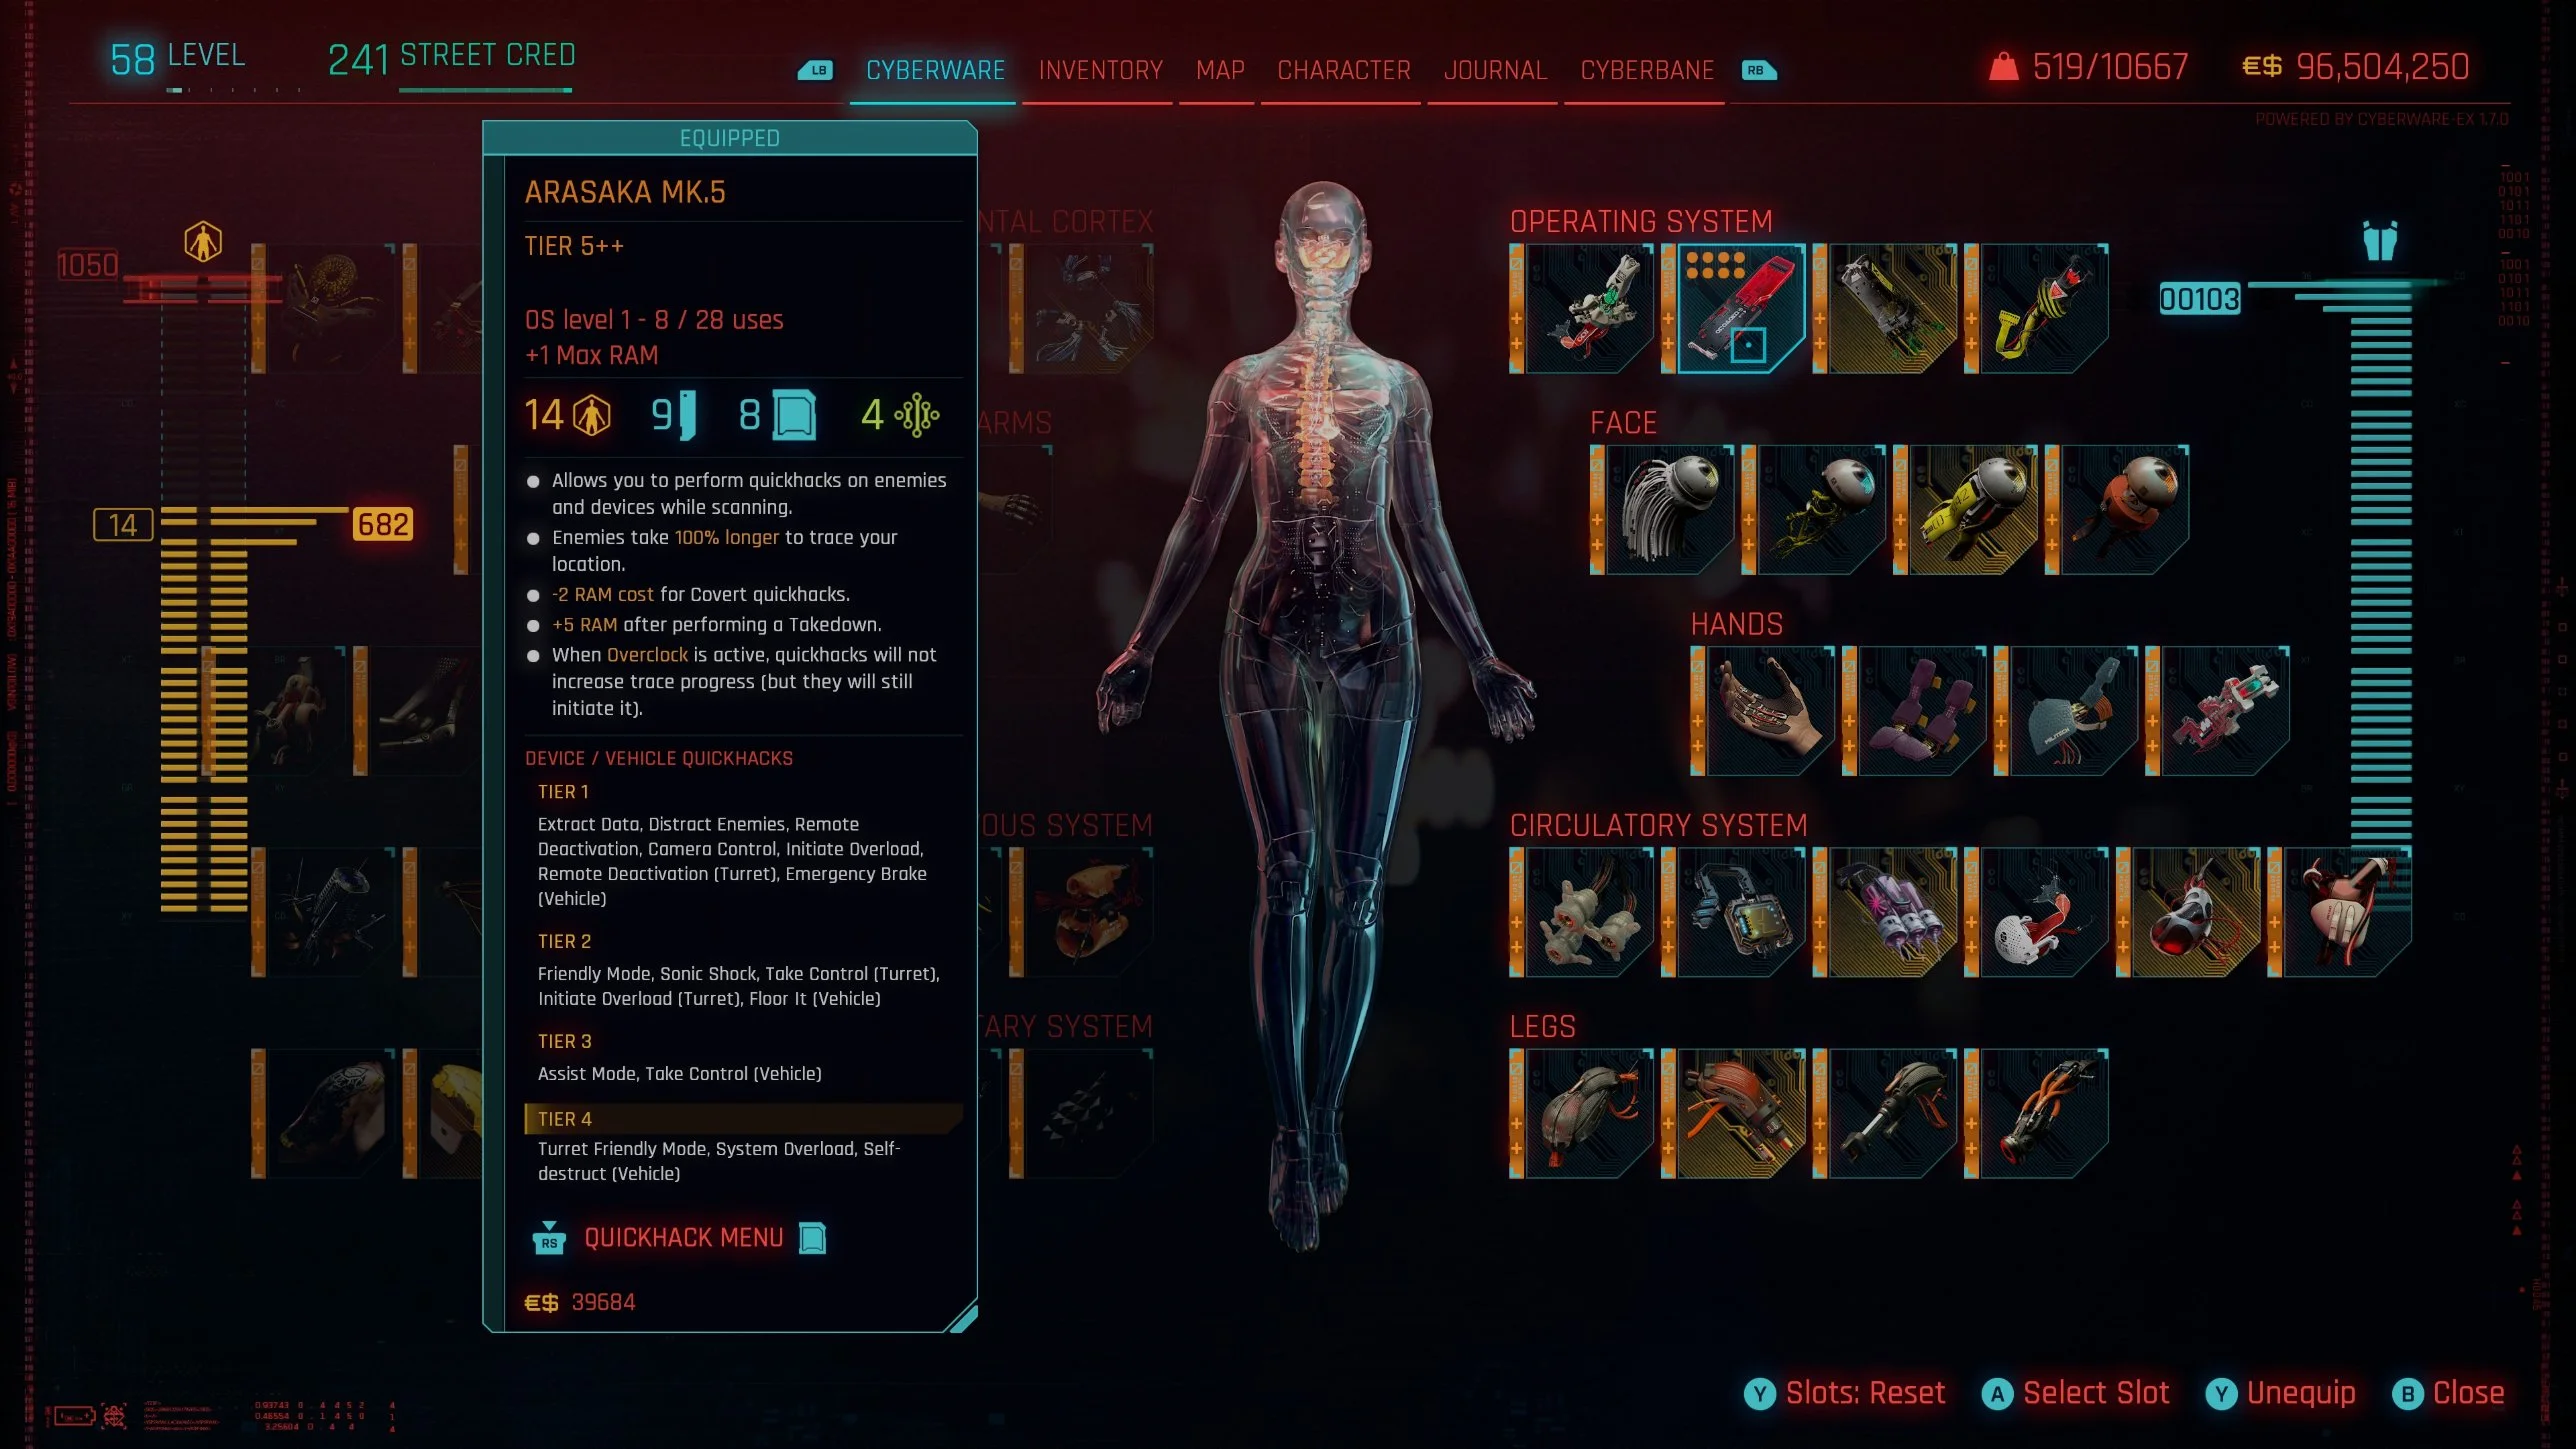 58 LEVEL
241 STREET CRED
LB
CYBERWARE
INVENTORY
MAP
CHARACTER
JOURNAL
CYBERBANE
RB
519/10667
€$ 96,504,250
POWERED BY CYBERWARE-EX 1.7.0
EQUIPPED
ARASAKA MK.5
TIER 5++
OS level 1 - 8 / 28 uses
+1 Max RAM
14
9
8
4
Allows you to perform quickhacks on enemies
and devices while scanning.
Enemies take 100% longer to trace your
location.
-2 RAM cost for Covert quickhacks.
+5 RAM after performing a Takedown.
When Overclock is active, quickhacks will not
increase trace progress (but they will still
initiate it).
DEVICE / VEHICLE QUICKHACKS
TIER 1
Extract Data, Distract Enemies, Remote
Deactivation, Camera Control, Initiate Overload,
Remote Deactivation (Turret), Emergency Brake
(Vehicle)
TIER 2
Friendly Mode, Sonic Shock, Take Control (Turret),
Initiate Overload (Turret), Floor It (Vehicle)
TIER 3
Assist Mode, Take Control (Vehicle)
TIER 4
Turret Friendly Mode, System Overload, Self-
destruct (Vehicle)
RS QUICKHACK MENU
€$ 39684
1050
14
682
NTAL CORTEX
ARMS
OUS SYSTEM
ARY SYSTEM
OPERATING SYSTEM
00103
FACE
HANDS
MILITECH
CIRCULATORY SYSTEM
LEGS
Y Slots: Reset
A Select Slot
Y Unequip
B Close